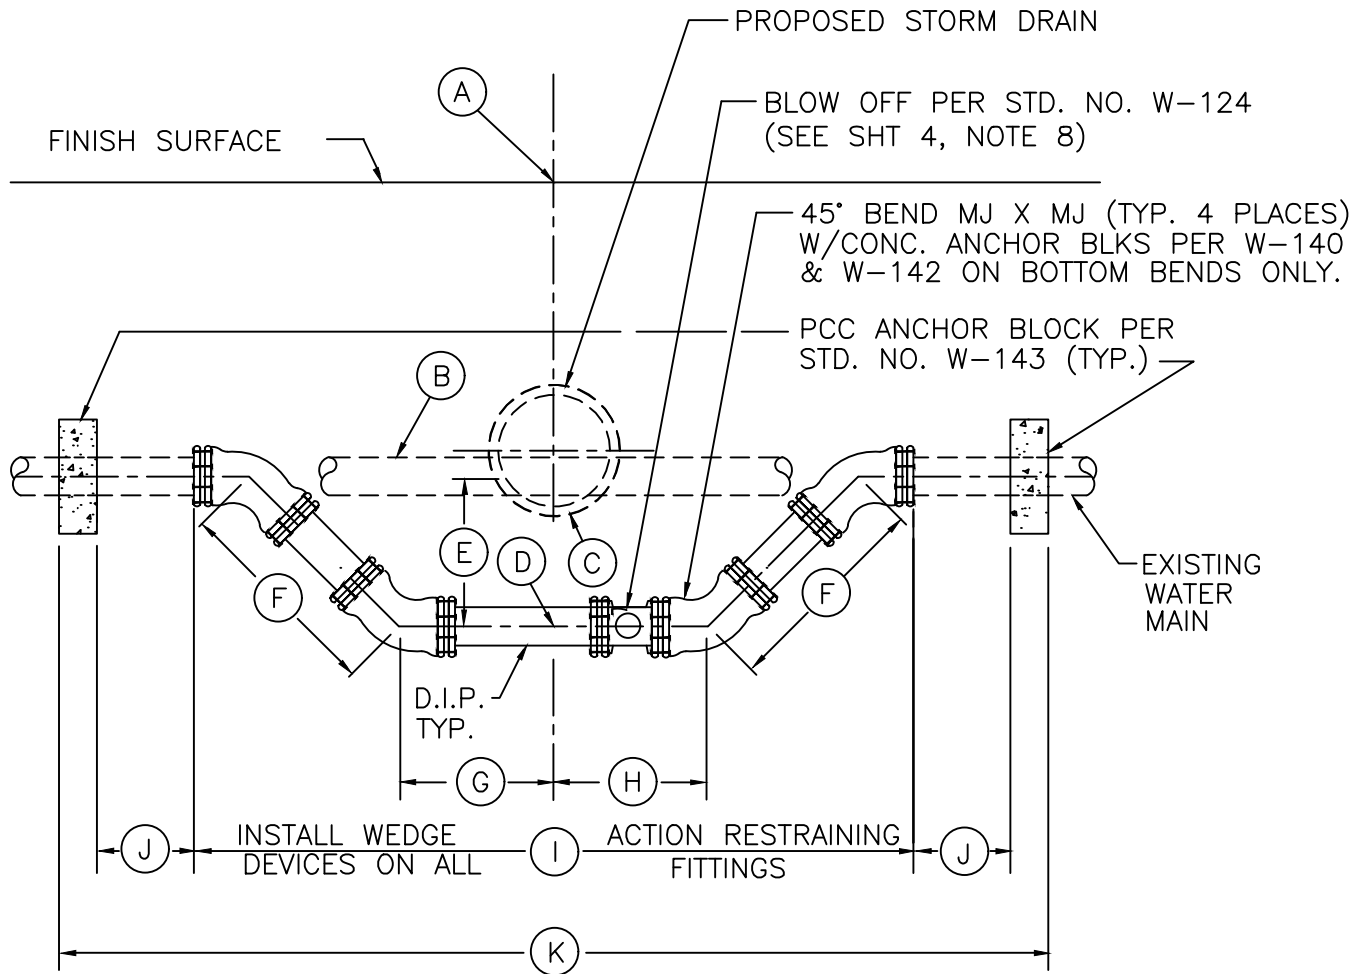 PROPOSED STORM DRAIN
A
BLOW OFF PER STD. NO. W-124
(SEE SHT 4, NOTE 8)
FINISH SURFACE
45° BEND MJ X MJ (TYP. 4 PLACES)
W/CONC. ANCHOR BLKS PER W-140
& W-142 ON BOTTOM BENDS ONLY.
PCC ANCHOR BLOCK PER
STD. NO. W-143 (TYP.)
B
E
D
C
F
F
EXISTING
WATER
MAIN
D.I.P.
TYP.
G
H
J
INSTALL WEDGE
DEVICES ON ALL
I
ACTION RESTRAINING
FITTINGS
J
K